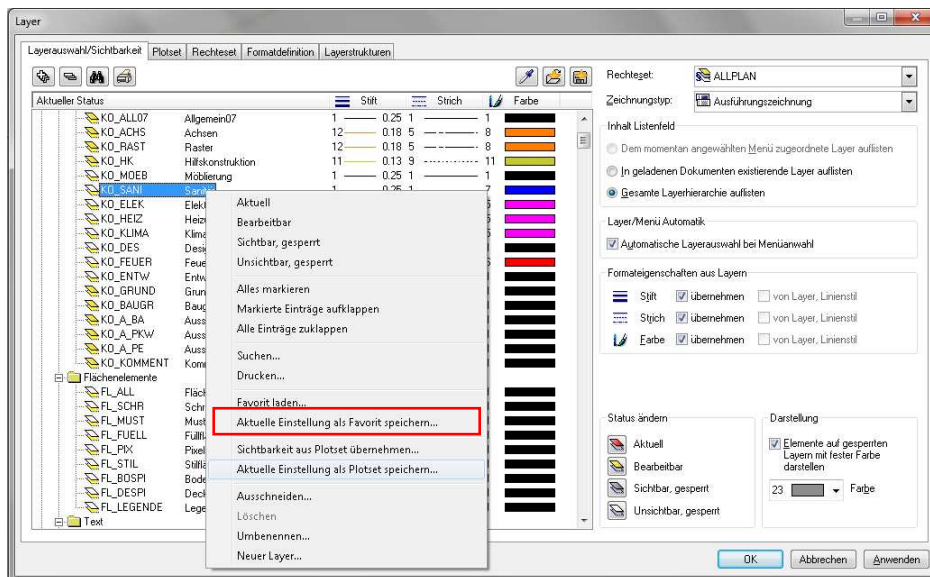 Layer
Layerauswahl/Sichtbarkeit Plotset Rechteset Formatdefinition Layerstrukturen
Aktueller Status Stift Strich Farbe
KO_ALL07 Allgemein07 1 0.25 1 1
KO_ACHS Achsen 12 0.18 5 8
KO_RAST Raster 12 0.18 5 8
KO_HK Hilfskonstruktion 11 0.13 9 11
KO_MOEB Möblierung 1 0.25 1 1
KO_SANI
KO_ELEK
KO_HEIZ
KO_KLIMA
KO_DES
KO_FEUER
KO_ENTW
KO_GRUND
KO_BAUGR
KO_A_BA
KO_A_PKW
KO_A_PE
KO_KOMMENT
Flächenelemente
FL_ALL
FL_SCHR
FL_MUST
FL_FUELL
FL_PIX
FL_STIL
FL_BOSPI
FL_DESPI
FL_LEGENDE
Text
Aktuell
Bearbeitbar
Sichtbar, gesperrt
Unsichtbar, gesperrt
Alles markieren
Markierte Einträge aufklappen
Alle Einträge zuklappen
Suchen...
Drucken...
Favorit laden...
Aktuelle Einstellung als Favorit speichern...
Sichtbarkeit aus Plotset übernehmen...
Aktuelle Einstellung als Plotset speichern...
Ausschneiden...
Löschen
Umbenennen...
Neuer Layer...
Rechteset: ALLPLAN
Zeichnungstyp: Ausführungszeichnung
Inhalt Listenfeld
Dem momentan angewählten Menü zugeordnete Layer auflisten
In geladenen Dokumenten existierende Layer auflisten
Gesamte Layerhierarchie auflisten
Layer/Menü Automatik
Automatische Layerauswahl bei Menüanwahl
Formateigenschaften aus Layern
Stift übernehmen von Layer, Linienstil
Strich übernehmen von Layer, Linienstil
Farbe übernehmen von Layer, Linienstil
Status ändern
Aktuell
Bearbeitbar
Sichtbar, gesperrt
Unsichtbar, gesperrt
Darstellung
Elemente auf gesperrten
Layern mit fester Farbe
darstellen
23 Farbe
OK Abbrechen Anwenden